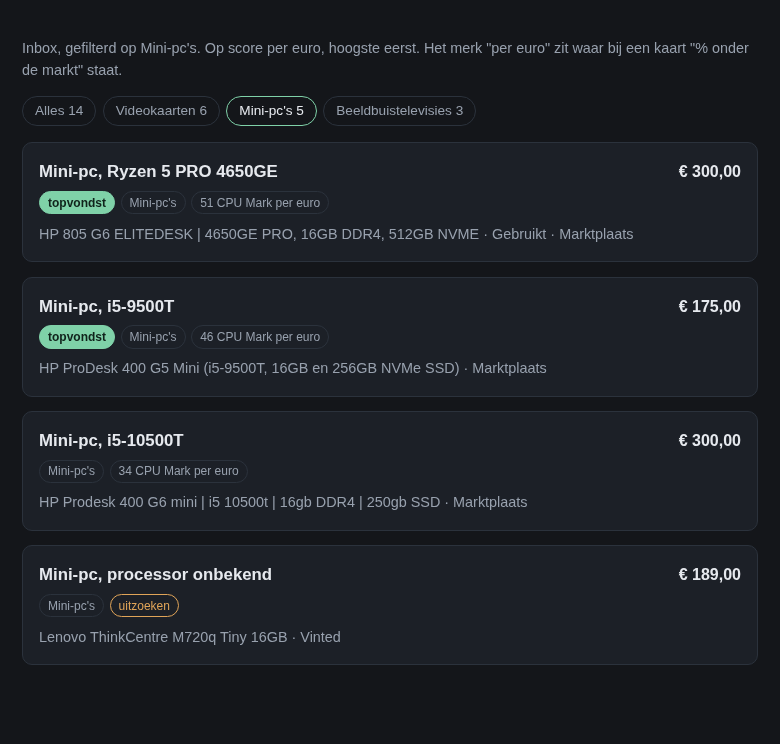 Inbox, gefilterd op Mini-pc's. Op score per euro, hoogste eerst. Het merk "per euro" zit waar bij een kaart "% onder
de markt" staat.
Alles 14 Videokaarten 6 Mini-pc's 5 Beeldbuistelevisies 3
Mini-pc, Ryzen 5 PRO 4650GE € 300,00
topvondst Mini-pc's 51 CPU Mark per euro
HP 805 G6 ELITEDESK | 4650GE PRO, 16GB DDR4, 512GB NVME · Gebruikt · Marktplaats
Mini-pc, i5-9500T € 175,00
topvondst Mini-pc's 46 CPU Mark per euro
HP ProDesk 400 G5 Mini (i5-9500T, 16GB en 256GB NVMe SSD) · Marktplaats
Mini-pc, i5-10500T € 300,00
Mini-pc's 34 CPU Mark per euro
HP Prodesk 400 G6 mini | i5 10500t | 16gb DDR4 | 250gb SSD · Marktplaats
Mini-pc, processor onbekend € 189,00
Mini-pc's uitzoeken
Lenovo ThinkCentre M720q Tiny 16GB · Vinted